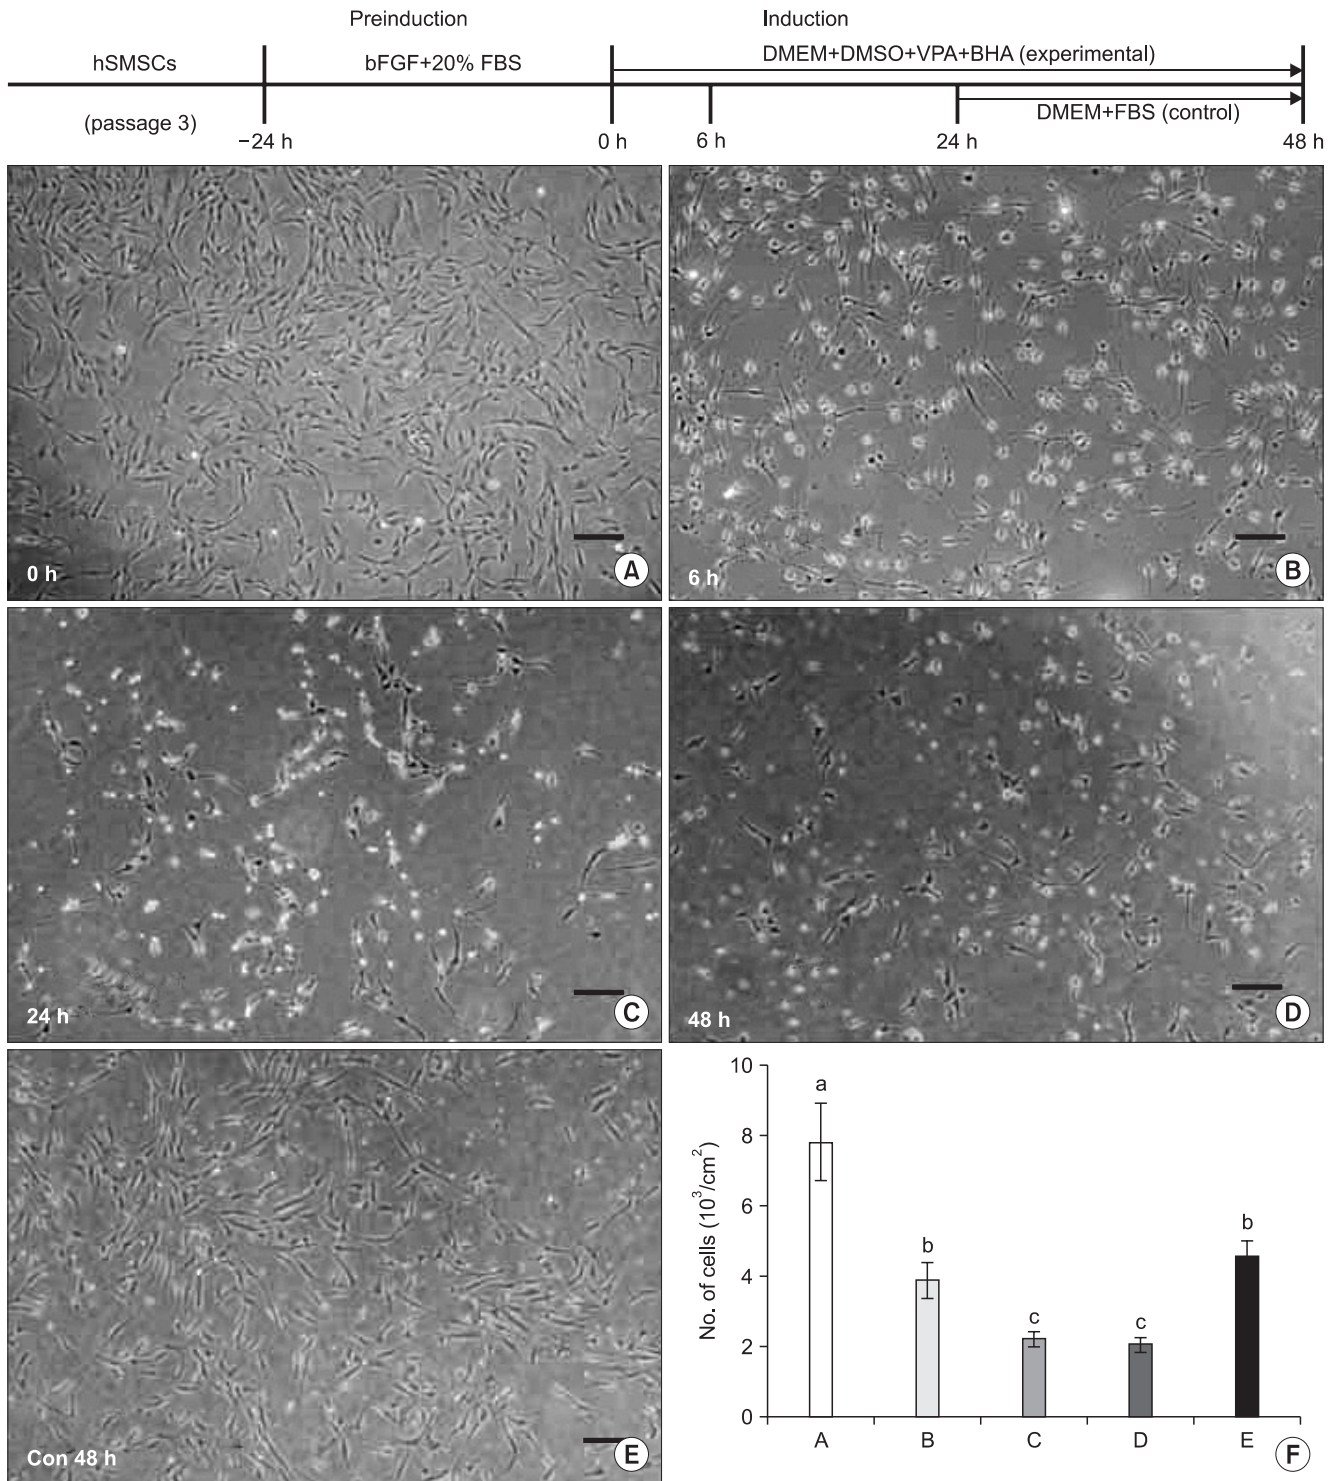 Preinduction Induction
hSMSCs bFGF+20% FBS DMEM+DMSO+VPA+BHA (experimental)
(passage 3) DMEM+FBS (control)
−24 h 0 h 6 h 24 h 48 h
0 h A
6 h B
24 h C
48 h D
Con 48 h E
No. of cells (10³/cm²)
10
8
6
4
2
0
a
b
c
c
b
A B C D E
F